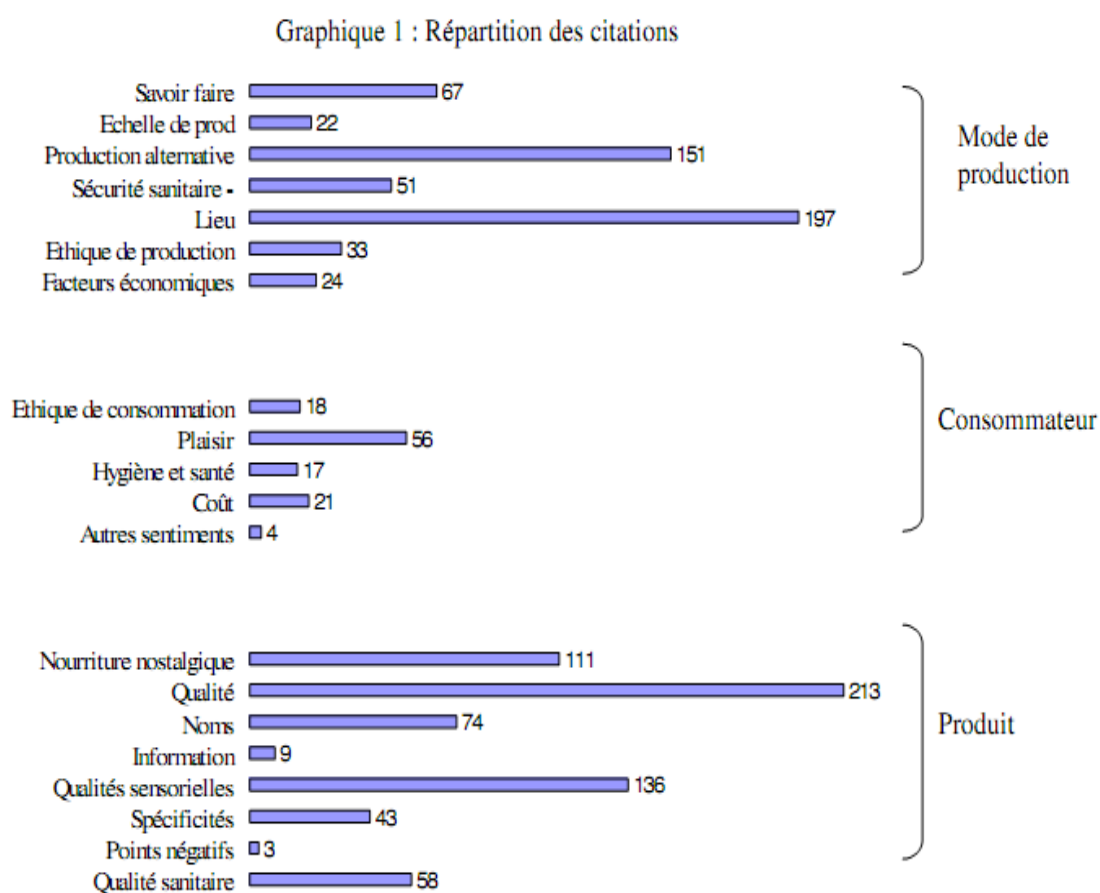 Graphique 1 : Répartition des citations
Savoir faire 67
Echelle de prod 22
Production alternative 151
Sécurité sanitaire - 51
Lieu 197
Ethique de production 33
Facteurs économiques 24
Mode de
production
Ethique de consommation 18
Plaisir 56
Hygiène et santé 17
Coût 21
Autres sentiments 4
Consommateur
Nourriture nostalgique 111
Qualité 213
Noms 74
Information 9
Qualités sensorielles 136
Spécificités 43
Points négatifs 3
Qualité sanitaire 58
Produit